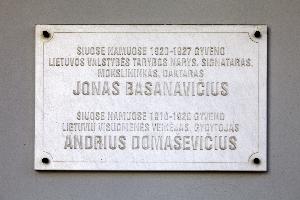 ŠIUOSE NAMUOSE 1920-1927 GYVENO
LIETUVOS VALSTYBĖS TARYBOS NARYS, SIGNATARAS,
MOKSLININKAS, DAKTARAS
JONAS BASANAVIČIUS
ŠIUOSE NAMUOSE GYVENO
LIETUVIŲ VISUOMENĖS VEIKĖJAS, GYDYTOJAS
ANDRIUS DOMAŠEVIČIUS